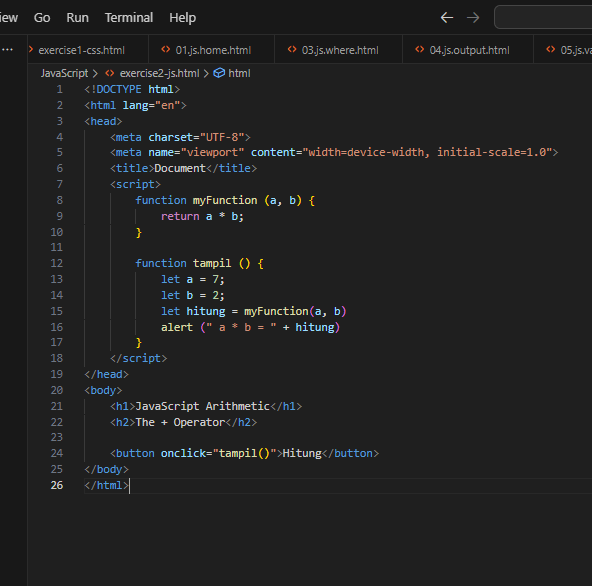 iew Go Run Terminal Help
exercise1-css.html 01.js.home.html 03.js.where.html 04.js.output.html 05.js.va
JavaScript > exercise2-js.html > html
1 <!DOCTYPE html>
2 <html lang="en">
3 <head>
4 <meta charset="UTF-8">
5 <meta name="viewport" content="width=device-width, initial-scale=1.0">
6 <title>Document</title>
7 <script>
8 function myFunction (a, b) {
9 return a * b;
10 }
11
12 function tampil () {
13 let a = 7;
14 let b = 2;
15 let hitung = myFunction(a, b)
16 alert (" a * b = " + hitung)
17 }
18 </script>
19 </head>
20 <body>
21 <h1>JavaScript Arithmetic</h1>
22 <h2>The + Operator</h2>
23
24 <button onclick="tampil()">Hitung</button>
25 </body>
26 </html>